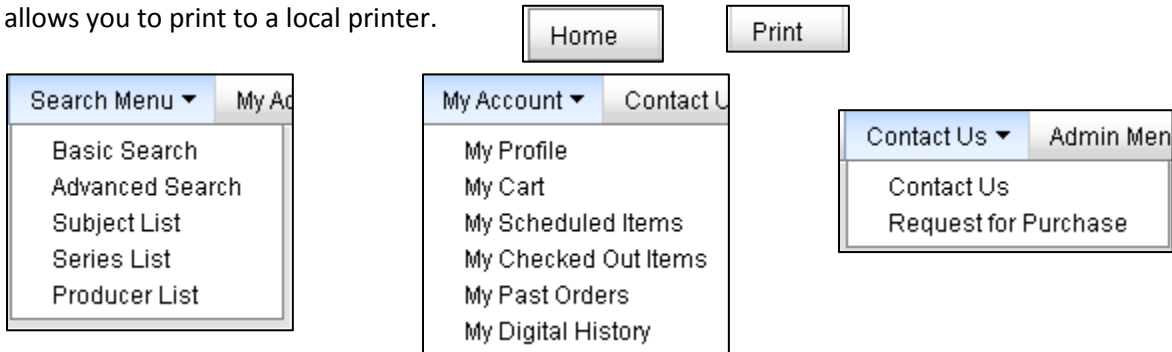 allows you to print to a local printer.
Home
Print
Search Menu ▼ My Ac
Basic Search
Advanced Search
Subject List
Series List
Producer List
My Account ▼ Contact U
My Profile
My Cart
My Scheduled Items
My Checked Out Items
My Past Orders
My Digital History
Contact Us ▼ Admin Men
Contact Us
Request for Purchase